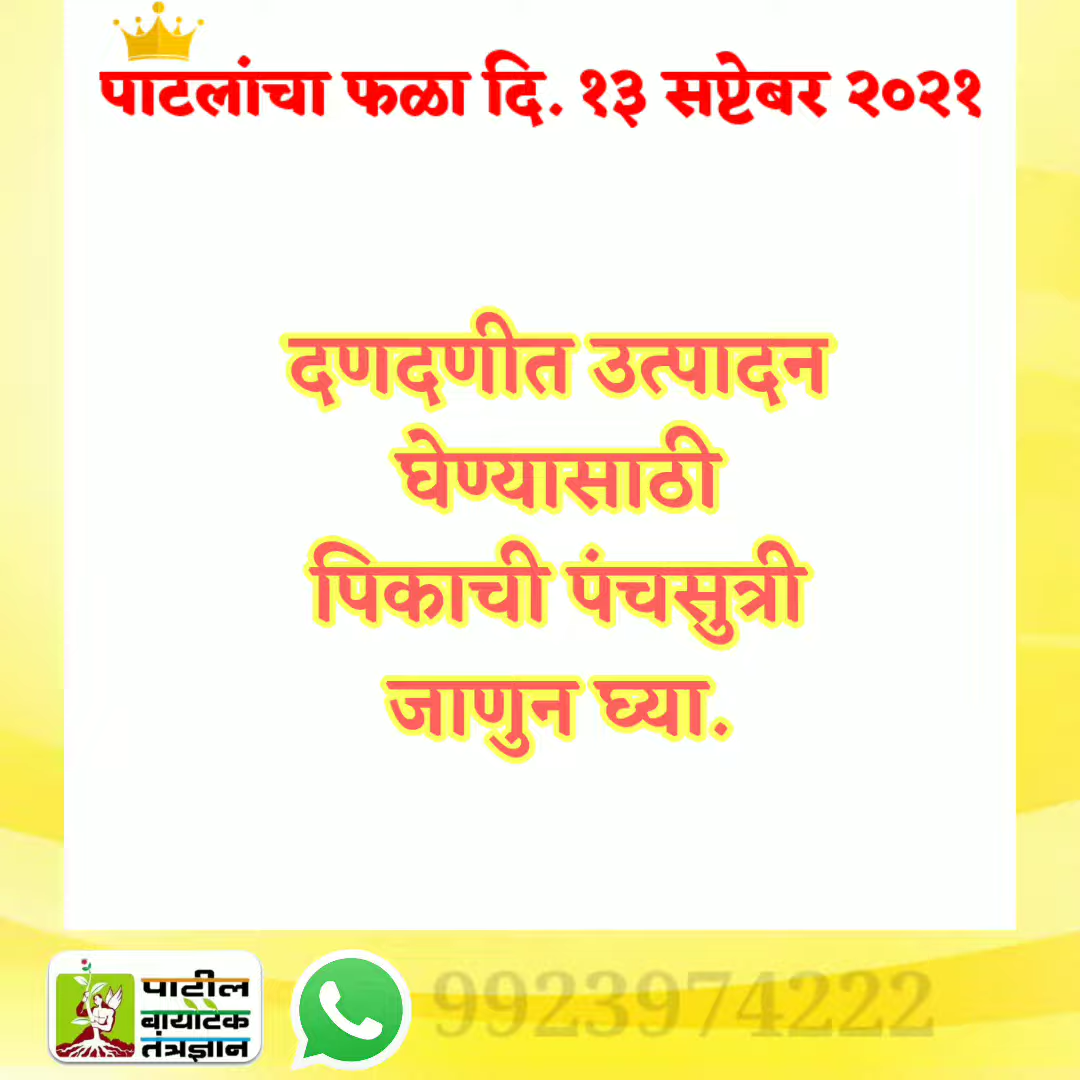 पाटलांचा फळा दि. १३ सप्टेबर २०२१
दणदणीत उत्पादन
घेण्यासाठी
पिकाची पंचसुत्री
जाणुन घ्या.
पाटील
बायोटेक
तंत्रज्ञान
9923974222